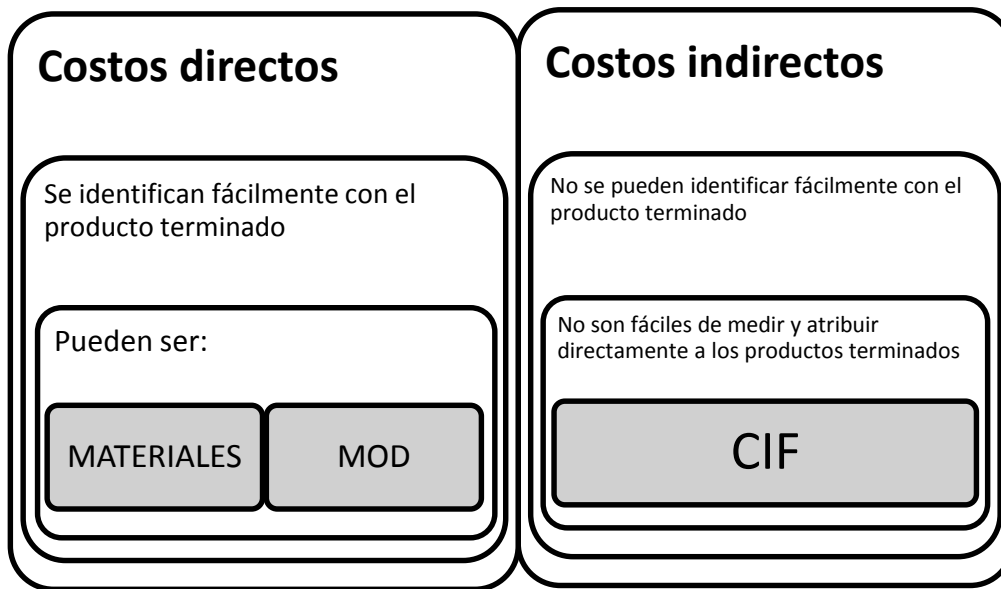 Costos directos
Se identifican fácilmente con el
producto terminado
Pueden ser:
MATERIALES
MOD
Costos indirectos
No se pueden identificar fácilmente con el
producto terminado
No son fáciles de medir y atribuir
directamente a los productos terminados
CIF